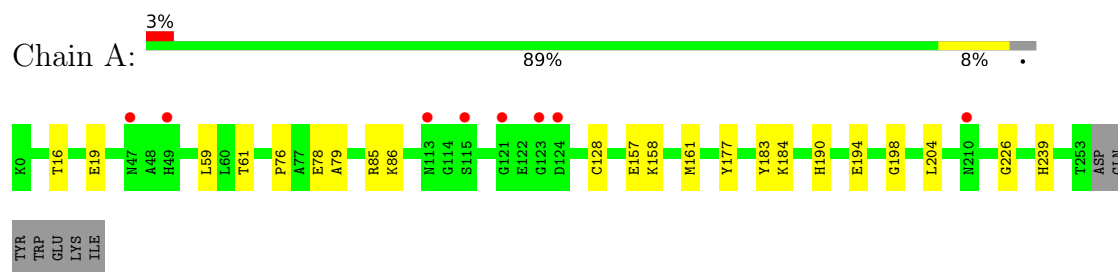 3%
Chain A:
89% 8% •
K0 T16 E19 N47 A48 H49 L59 L60 T61 P76 A77 E78 A79 R85 K86 N113 G114 S115 G121 E122 G123 D124 C128 E157 K158 M161 Y177 Y183 K184 H190 E194 G198 L204 N210 G226 H239 T253 ASP GLN
TYR TRP GLU LYS ILE